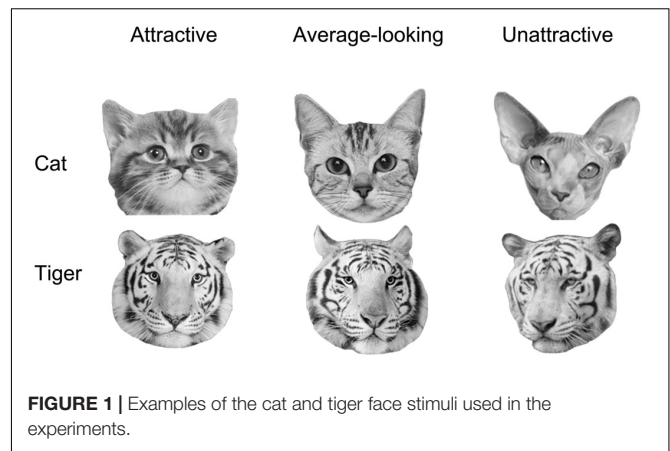 Attractive Average-looking Unattractive
Cat
Tiger
FIGURE 1 | Examples of the cat and tiger face stimuli used in the
experiments.